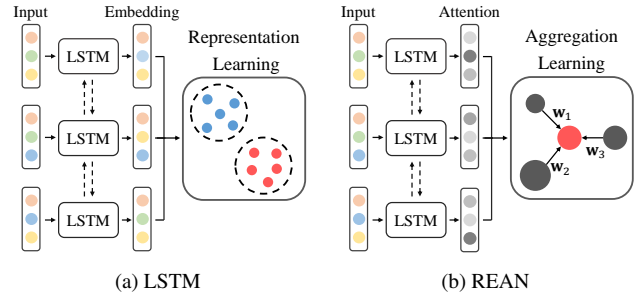 Input Embedding
Representation
Learning
LSTM
LSTM
LSTM
(a) LSTM
Input Attention
Aggregation
Learning
LSTM
LSTM
LSTM
w1
w2
w3
(b) REAN